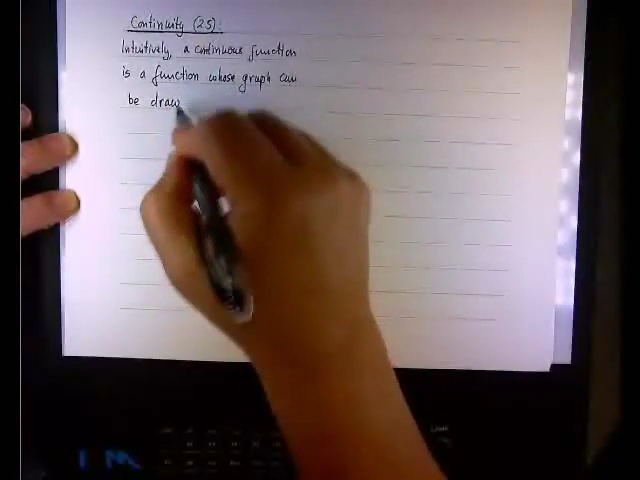 Continuity (2.5):
Intuitively, a continuous function
is a function whose graph can
be draw